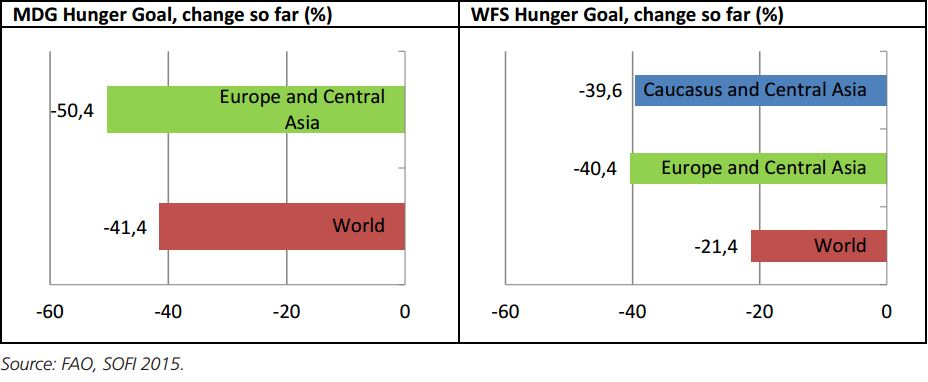 MDG Hunger Goal, change so far (%)
-50,4
Europe and Central
Asia
-41,4
World
-60
-40
-20
0
WFS Hunger Goal, change so far (%)
-39,6
Caucasus and Central Asia
-40,4
Europe and Central Asia
-21,4
World
-60
-40
-20
0
Source: FAO, SOFI 2015.